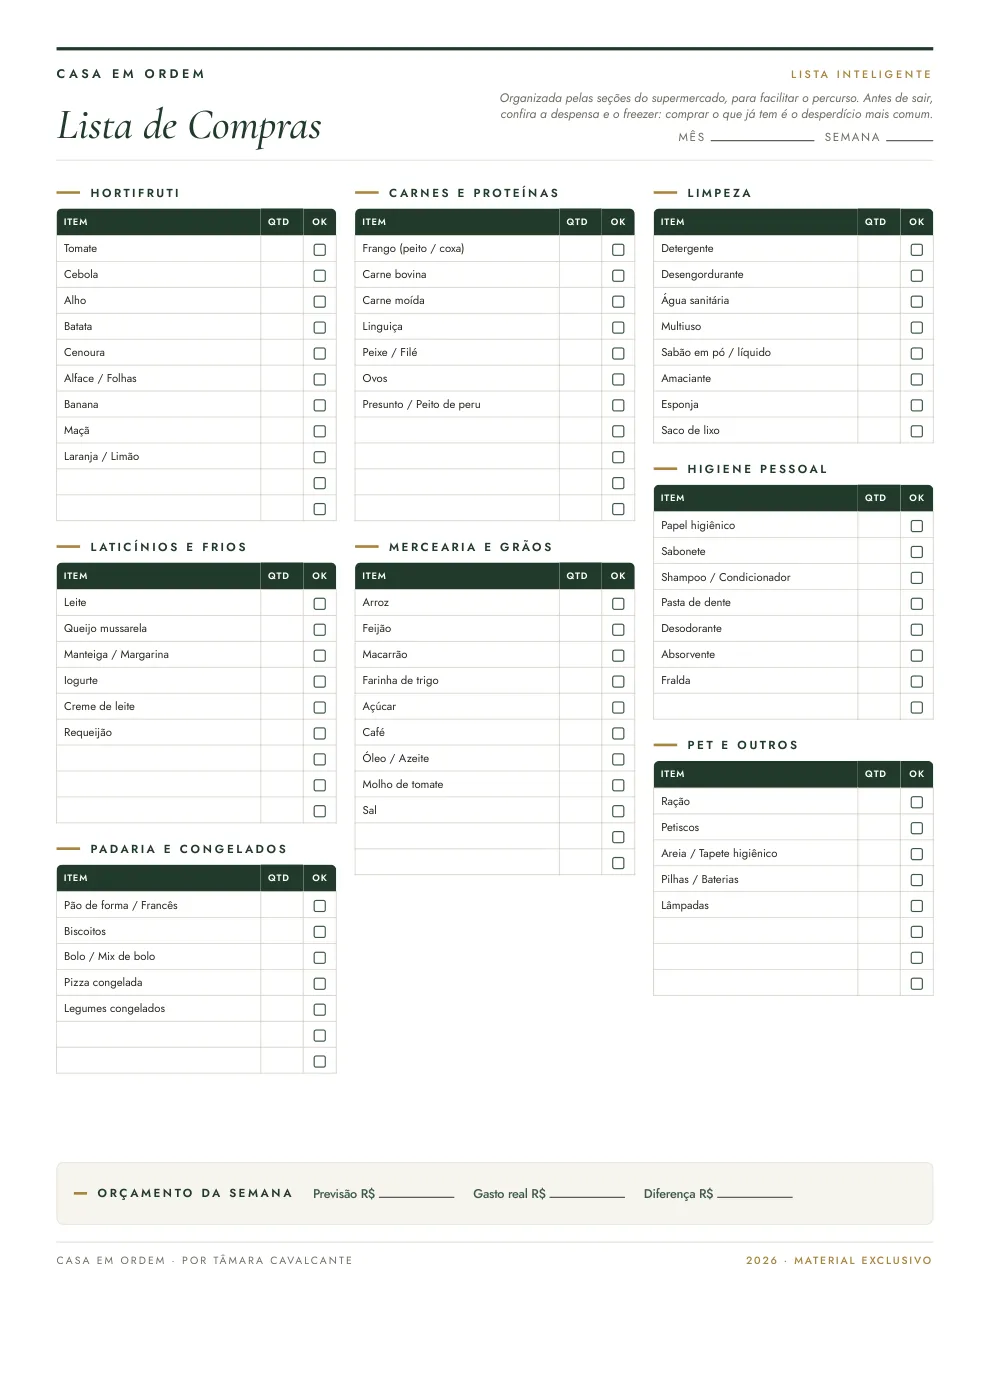 CASA EM ORDEM
LISTA INTELIGENTE
Lista de Compras
Organizada pelas seções do supermercado, para facilitar o percurso. Antes de sair,
confira a despensa e o freezer: comprar o que já tem é o desperdício mais comum.
MÊS SEMANA
HORTIFRUTI
ITEM QTD OK
Tomate
Cebola
Alho
Batata
Cenoura
Alface / Folhas
Banana
Maçã
Laranja / Limão
LATICÍNIOS E FRIOS
ITEM QTD OK
Leite
Queijo mussarela
Manteiga / Margarina
Iogurte
Creme de leite
Requeijão
PADARIA E CONGELADOS
ITEM QTD OK
Pão de forma / Francês
Biscoitos
Bolo / Mix de bolo
Pizza congelada
Legumes congelados
CARNES E PROTEÍNAS
ITEM QTD OK
Frango (peito / coxa)
Carne bovina
Carne moída
Linguiça
Peixe / Filé
Ovos
Presunto / Peito de peru
MERCEARIA E GRÃOS
ITEM QTD OK
Arroz
Feijão
Macarrão
Farinha de trigo
Açúcar
Café
Óleo / Azeite
Molho de tomate
Sal
LIMPEZA
ITEM QTD OK
Detergente
Desengordurante
Água sanitária
Multiuso
Sabão em pó / líquido
Amaciante
Esponja
Saco de lixo
HIGIENE PESSOAL
ITEM QTD OK
Papel higiênico
Sabonete
Shampoo / Condicionador
Pasta de dente
Desodorante
Absorvente
Fralda
PET E OUTROS
ITEM QTD OK
Ração
Petiscos
Areia / Tapete higiênico
Pilhas / Baterias
Lâmpadas
ORÇAMENTO DA SEMANA Previsão R$ Gasto real R$ Diferença R$
CASA EM ORDEM · POR TÂMARA CAVALCANTE
2026 · MATERIAL EXCLUSIVO